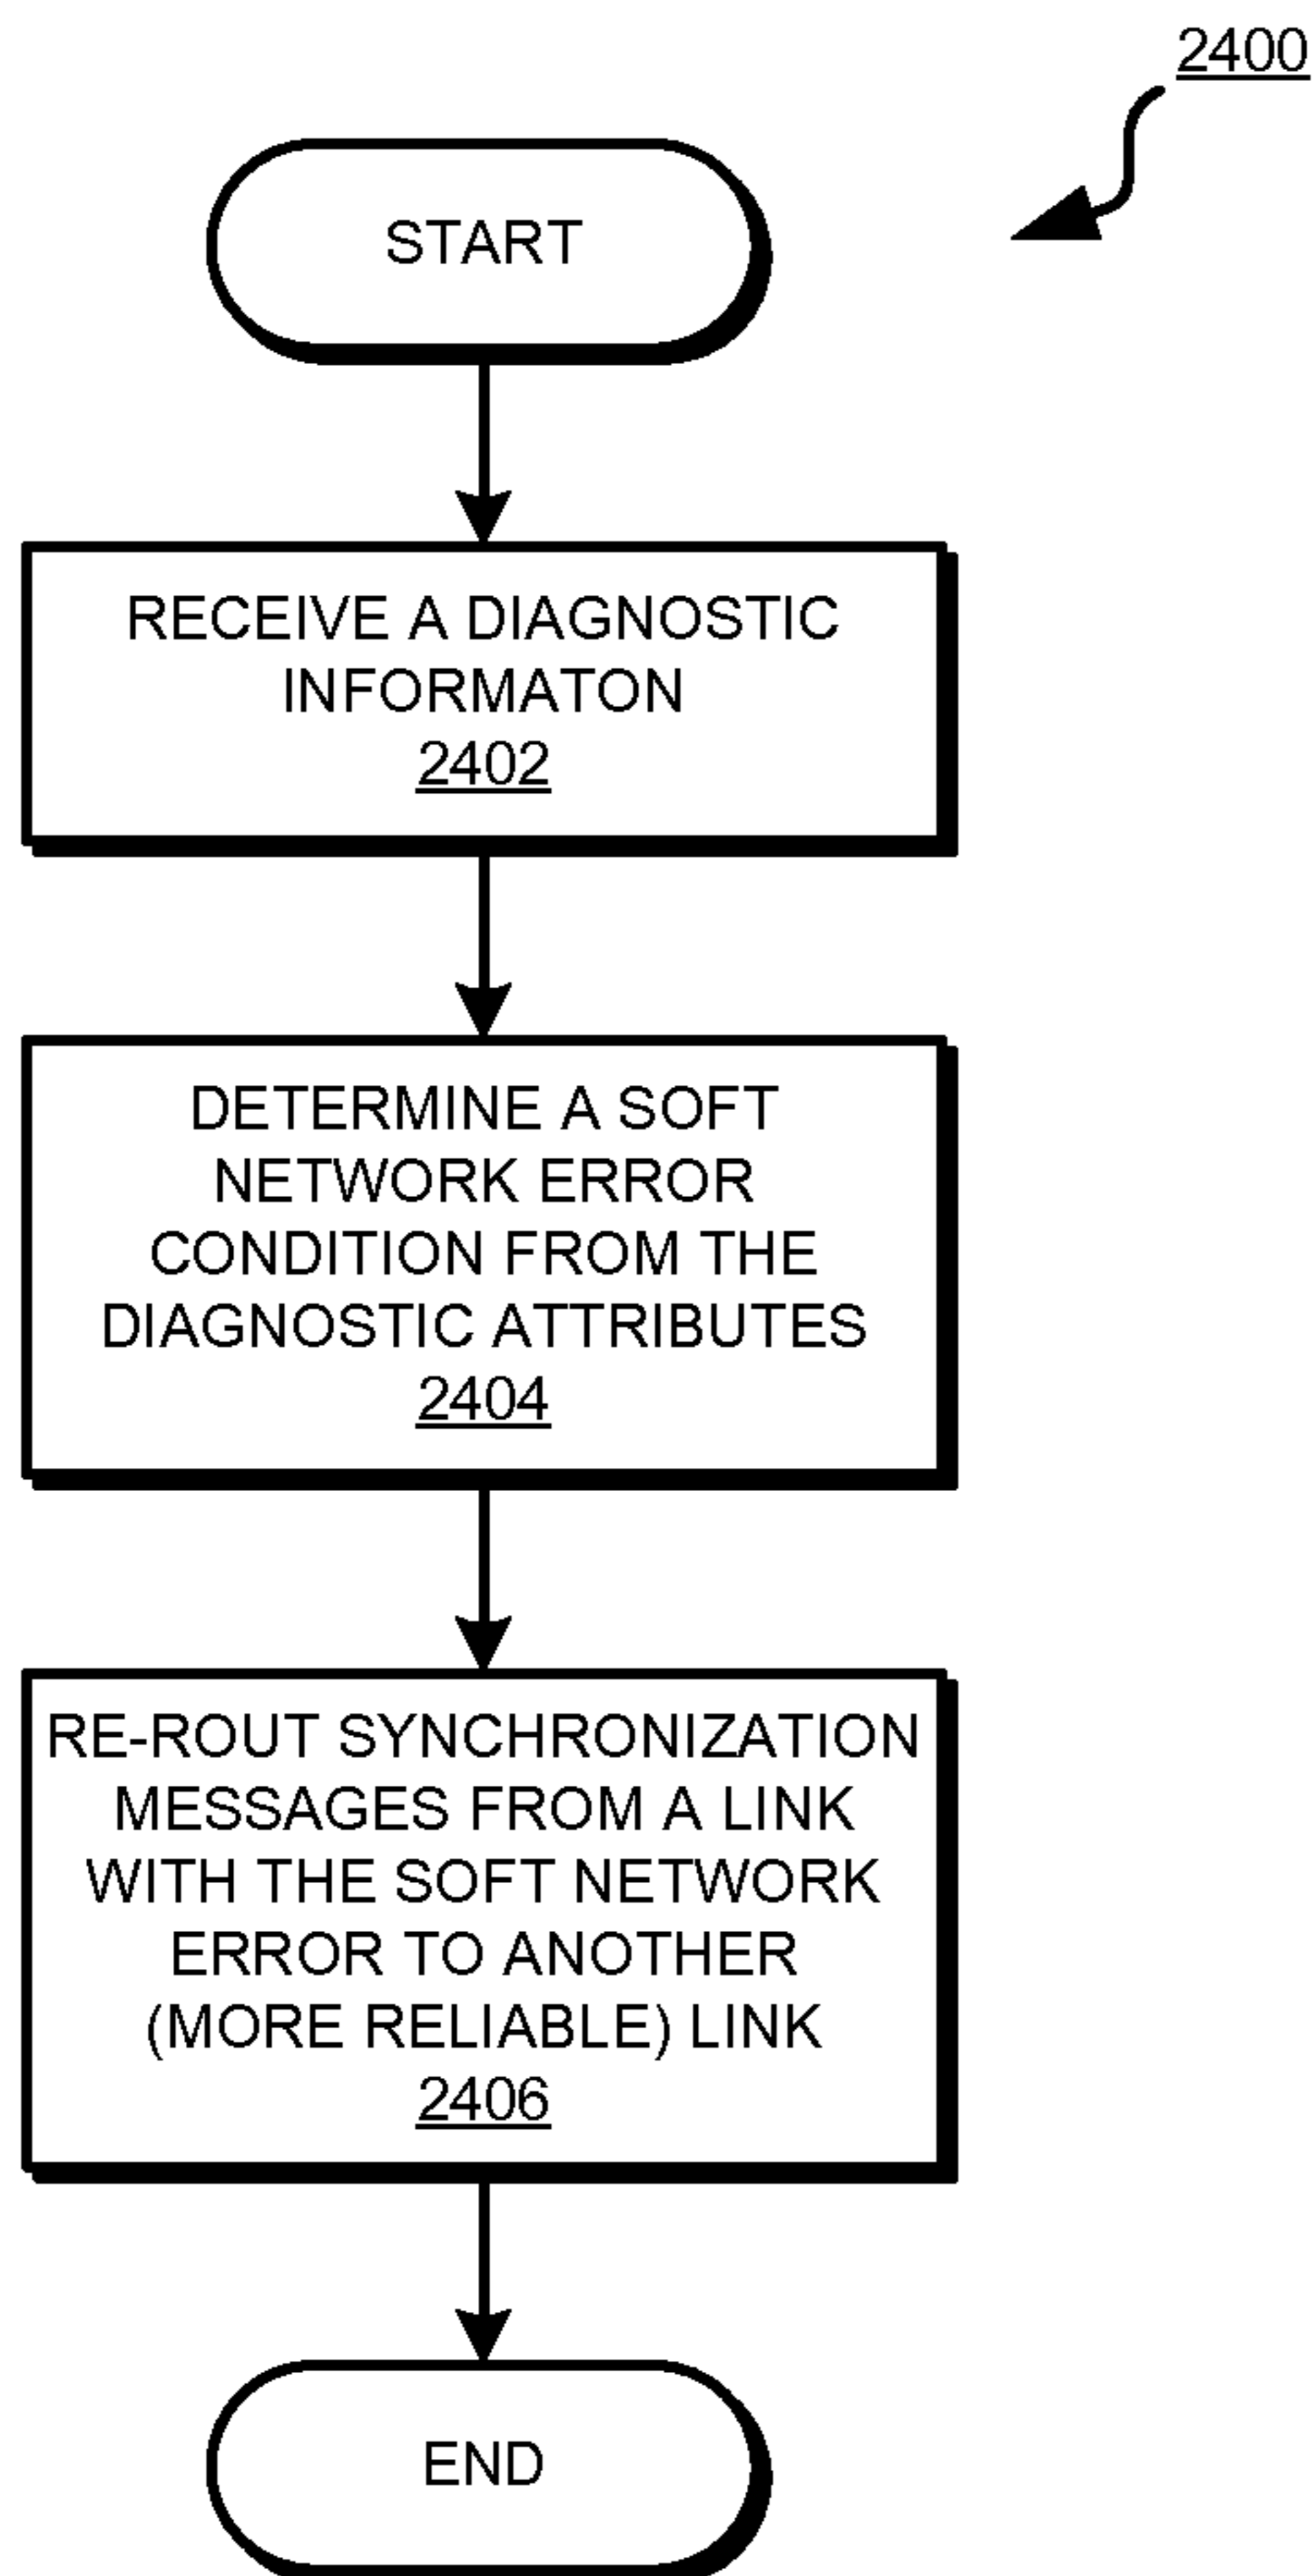 2400
START
RECEIVE A DIAGNOSTIC
INFORMATON
2402
DETERMINE A SOFT
NETWORK ERROR
CONDITION FROM THE
DIAGNOSTIC ATTRIBUTES
2404
RE-ROUT SYNCHRONIZATION
MESSAGES FROM A LINK
WITH THE SOFT NETWORK
ERROR TO ANOTHER
(MORE RELIABLE) LINK
2406
END